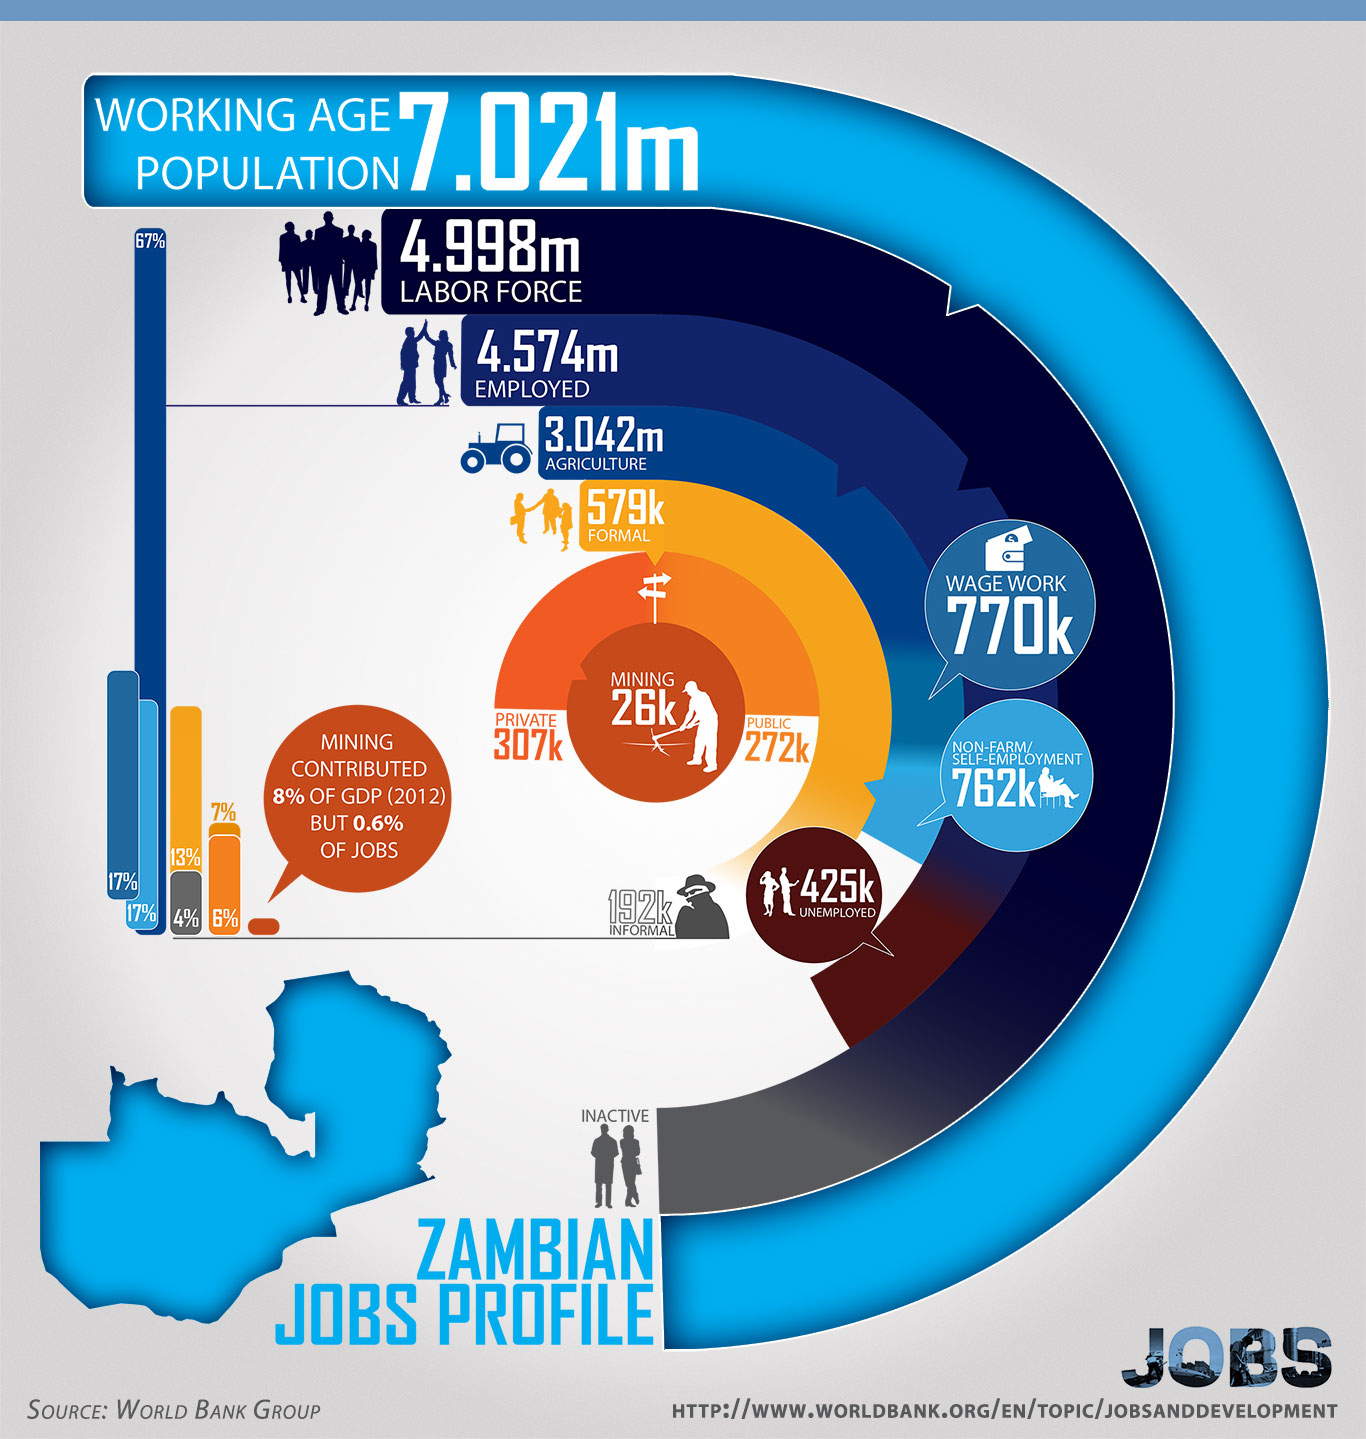 WORKING AGE
POPULATION
7.021m
4.998m
LABOR FORCE
67%
4.574m
EMPLOYED
3.042m
AGRICULTURE
579k
FORMAL
WAGE WORK
770k
MINING
26k
PRIVATE
307k
PUBLIC
272k
NON-FARM/
SELF-EMPLOYMENT
762k
MINING
CONTRIBUTED
8% OF GDP (2012)
BUT 0.6%
OF JOBS
7%
13%
17%
17%
4%
6%
425k
UNEMPLOYED
192k
INFORMAL
INACTIVE
ZAMBIAN
JOBS PROFILE
JOBS
SOURCE: WORLD BANK GROUP
HTTP://WWW.WORLDBANK.ORG/EN/TOPIC/JOBSANDDEVELOPMENT